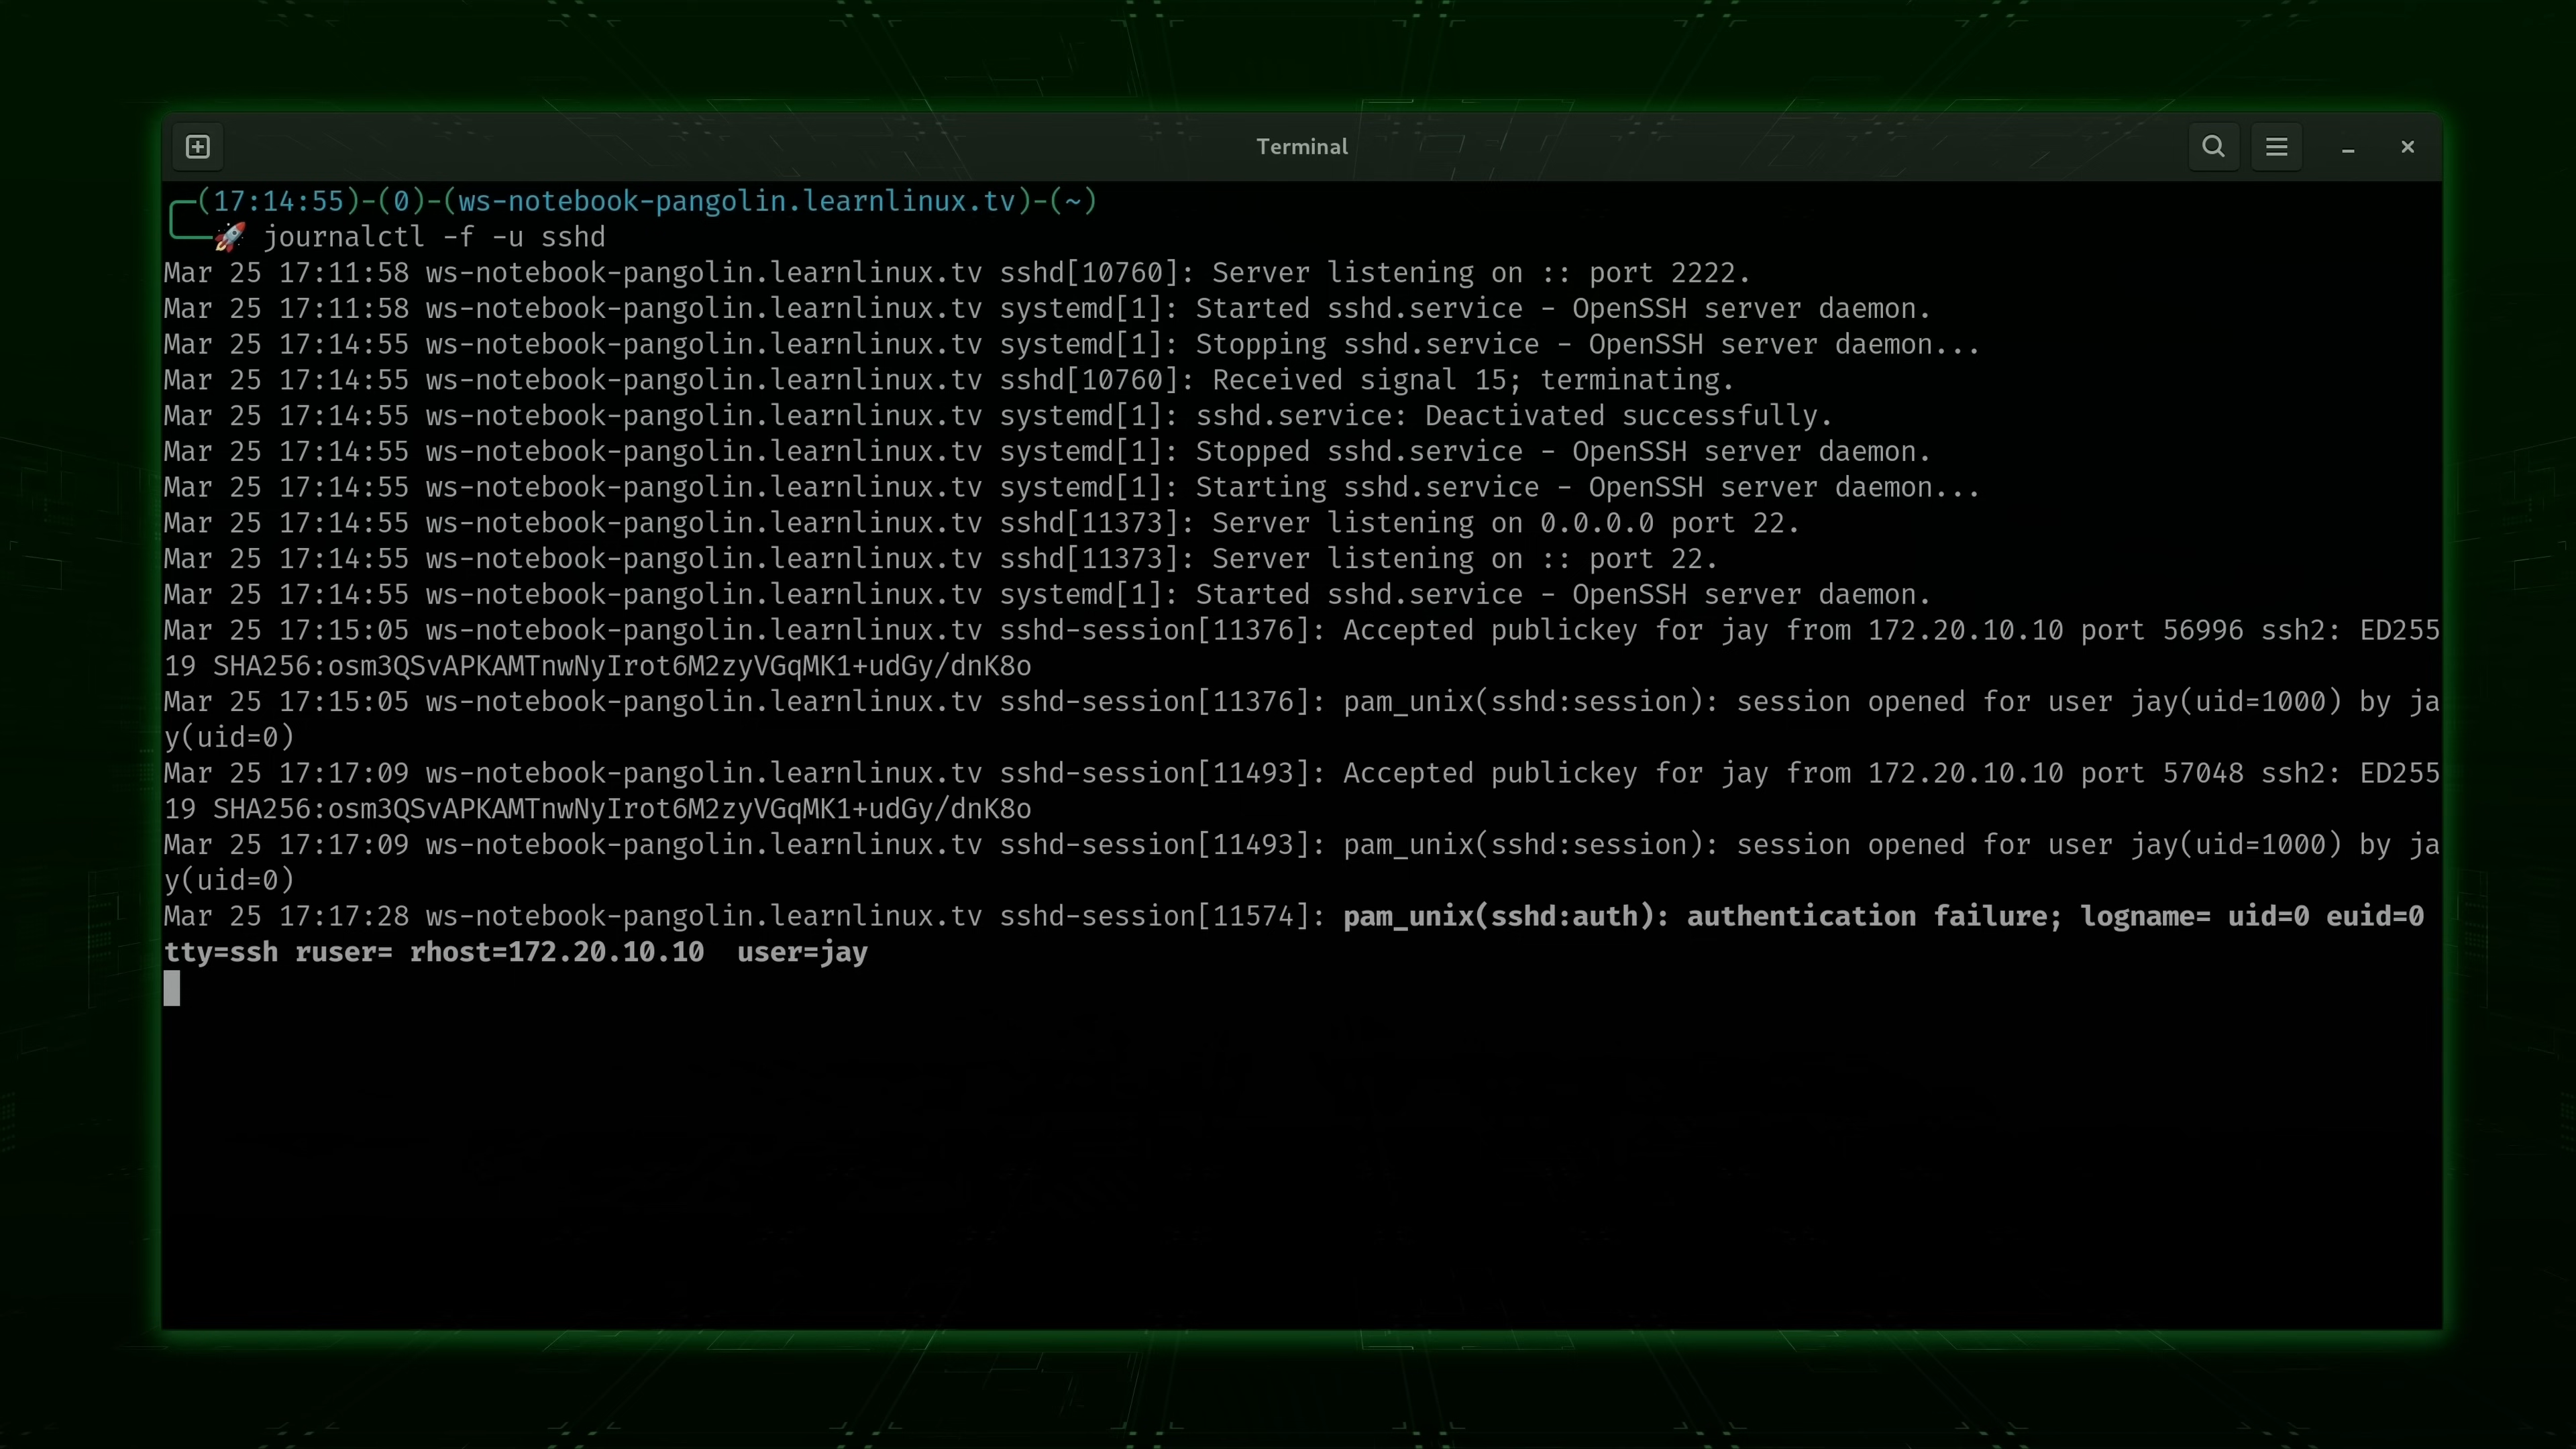 Terminal
(17:14:55)-(0)-(ws-notebook-pangolin.learnlinux.tv)-(~)
🚀 journalctl -f -u sshd
Mar 25 17:11:58 ws-notebook-pangolin.learnlinux.tv sshd[10760]: Server listening on :: port 2222.
Mar 25 17:11:58 ws-notebook-pangolin.learnlinux.tv systemd[1]: Started sshd.service - OpenSSH server daemon.
Mar 25 17:14:55 ws-notebook-pangolin.learnlinux.tv systemd[1]: Stopping sshd.service - OpenSSH server daemon...
Mar 25 17:14:55 ws-notebook-pangolin.learnlinux.tv sshd[10760]: Received signal 15; terminating.
Mar 25 17:14:55 ws-notebook-pangolin.learnlinux.tv systemd[1]: sshd.service: Deactivated successfully.
Mar 25 17:14:55 ws-notebook-pangolin.learnlinux.tv systemd[1]: Stopped sshd.service - OpenSSH server daemon.
Mar 25 17:14:55 ws-notebook-pangolin.learnlinux.tv systemd[1]: Starting sshd.service - OpenSSH server daemon...
Mar 25 17:14:55 ws-notebook-pangolin.learnlinux.tv sshd[11373]: Server listening on 0.0.0.0 port 22.
Mar 25 17:14:55 ws-notebook-pangolin.learnlinux.tv sshd[11373]: Server listening on :: port 22.
Mar 25 17:14:55 ws-notebook-pangolin.learnlinux.tv systemd[1]: Started sshd.service - OpenSSH server daemon.
Mar 25 17:15:05 ws-notebook-pangolin.learnlinux.tv sshd-session[11376]: Accepted publickey for jay from 172.20.10.10 port 56996 ssh2: ED255
19 SHA256:osm3QSvAPKAMTnwNyIrot6M2zyVGqMK1+udGy/dnK8o
Mar 25 17:15:05 ws-notebook-pangolin.learnlinux.tv sshd-session[11376]: pam_unix(sshd:session): session opened for user jay(uid=1000) by ja
y(uid=0)
Mar 25 17:17:09 ws-notebook-pangolin.learnlinux.tv sshd-session[11493]: Accepted publickey for jay from 172.20.10.10 port 57048 ssh2: ED255
19 SHA256:osm3QSvAPKAMTnwNyIrot6M2zyVGqMK1+udGy/dnK8o
Mar 25 17:17:09 ws-notebook-pangolin.learnlinux.tv sshd-session[11493]: pam_unix(sshd:session): session opened for user jay(uid=1000) by ja
y(uid=0)
Mar 25 17:17:28 ws-notebook-pangolin.learnlinux.tv sshd-session[11574]: pam_unix(sshd:auth): authentication failure; logname= uid=0 euid=0
tty=ssh ruser= rhost=172.20.10.10  user=jay